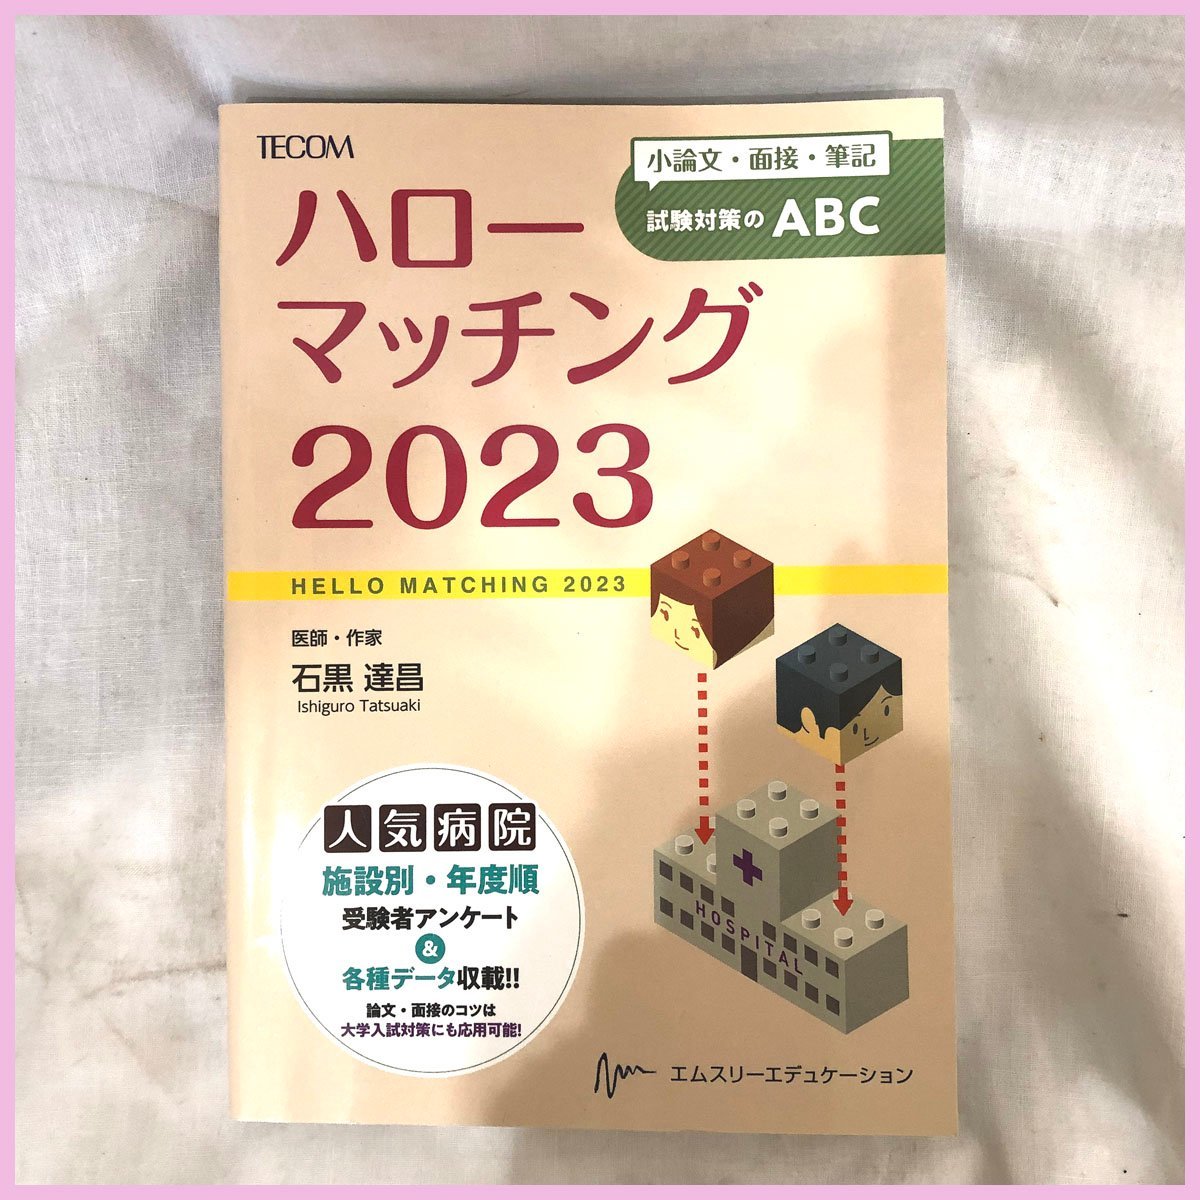 TECOM
小論文・面接・筆記
試験対策の ABC
ハロー
マッチング
2023
HELLO MATCHING 2023
医師・作家
石黒 達昌
Ishiguro Tatsuaki
人気病院
施設別・年度順
受験者アンケート
&
各種データ収載!!
論文・面接のコツは
大学入試対策にも応用可能!
HOSPITAL
エムスリーエデュケーション